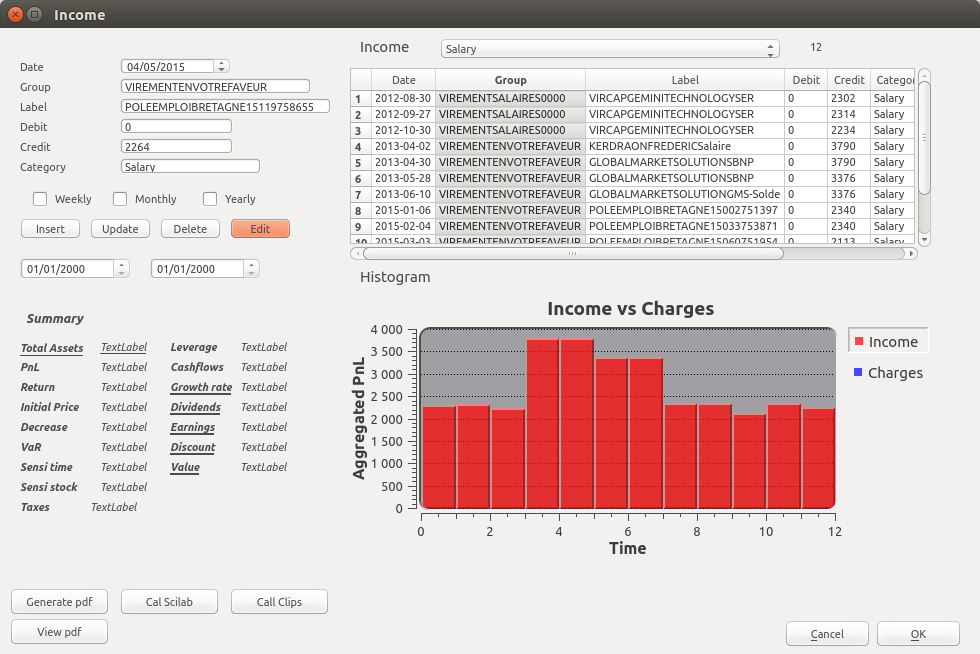 Income
Date 04/05/2015
Group VIREMENTENVOTREFAVEUR
Label POLEEMPLOIBRETAGNE15119758655
Debit 0
Credit 2264
Category Salary
Weekly Monthly Yearly
Insert Update Delete Edit
01/01/2000 01/01/2000
Summary
Total Assets TextLabel Leverage TextLabel
PnL TextLabel Cashflows TextLabel
Return TextLabel Growth rate TextLabel
Initial Price TextLabel Dividends TextLabel
Decrease TextLabel Earnings TextLabel
VaR TextLabel Discount TextLabel
Sensi time TextLabel Value TextLabel
Sensi stock TextLabel
Taxes TextLabel
Generate pdf Cal Scilab Call Clips
View pdf
Income Salary 12
Date Group Label Debit Credit Categor
1 2012-08-30 VIREMENTSALAIRES0000 VIRCAPGEMINITECHNOLOGYSER 0 2302 Salary
2 2012-09-27 VIREMENTSALAIRES0000 VIRCAPGEMINITECHNOLOGYSER 0 2314 Salary
3 2012-10-30 VIREMENTSALAIRES0000 VIRCAPGEMINITECHNOLOGYSER 0 2234 Salary
4 2013-04-02 VIREMENTENVOTREFAVEUR KERDRAONFREDERICSalaire 0 3790 Salary
5 2013-04-30 VIREMENTENVOTREFAVEUR GLOBALMARKETSOLUTIONSBNP 0 3790 Salary
6 2013-05-28 VIREMENTENVOTREFAVEUR GLOBALMARKETSOLUTIONSBNP 0 3376 Salary
7 2013-06-10 VIREMENTENVOTREFAVEUR GLOBALMARKETSOLUTIONGMS-Solde 0 3376 Salary
8 2015-01-06 VIREMENTENVOTREFAVEUR POLEEMPLOIBRETAGNE15002751397 0 2340 Salary
9 2015-02-03 VIREMENTENVOTREFAVEUR POLEEMPLOIBRETAGNE15033753871 0 2340 Salary
10 2015-03-03 VIREMENTENVOTREFAVEUR POLEEMPLOIBRETAGNE15060751954 0 2113 Salary
Histogram
Income vs Charges
Aggregated PnL
4 000
3 500
3 000
2 500
2 000
1 500
1 000
500
0
0 2 4 6 8 10 12
Time
Income
Charges
Cancel OK